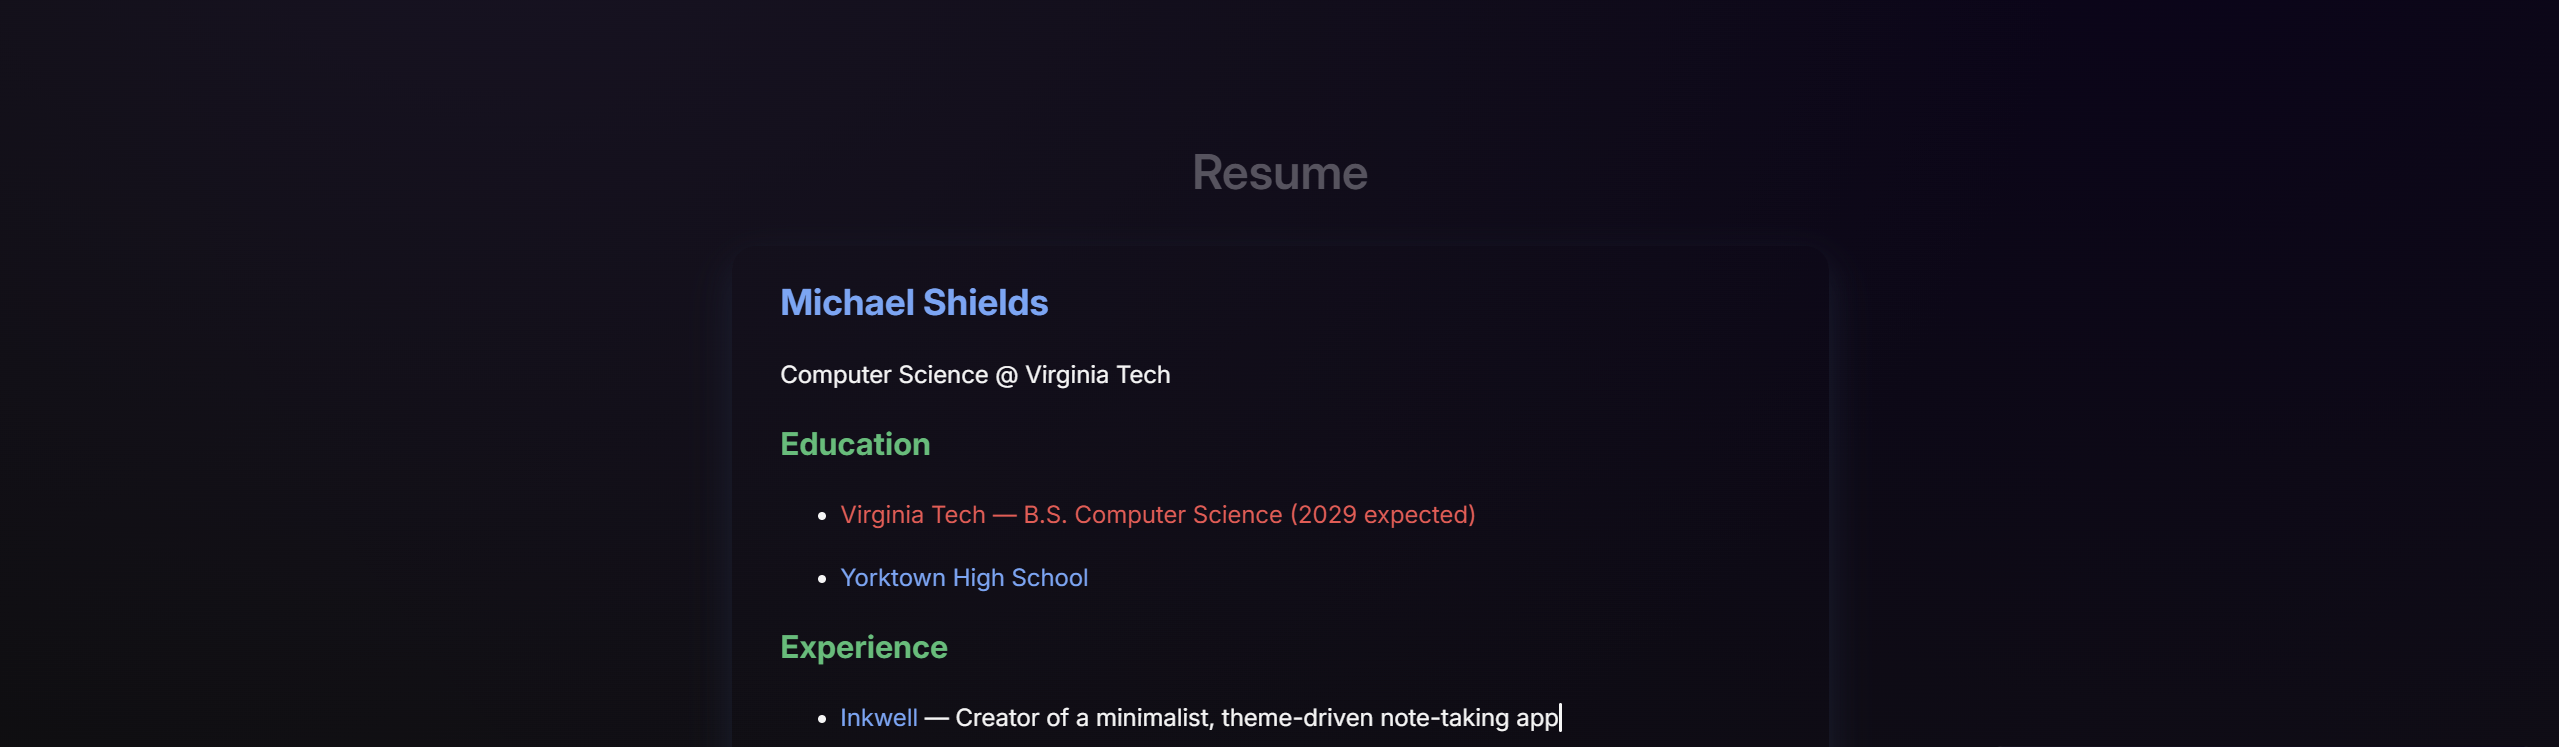 Resume
Michael Shields
Computer Science @ Virginia Tech
Education
• Virginia Tech — B.S. Computer Science (2029 expected)
• Yorktown High School
Experience
• Inkwell — Creator of a minimalist, theme-driven note-taking app